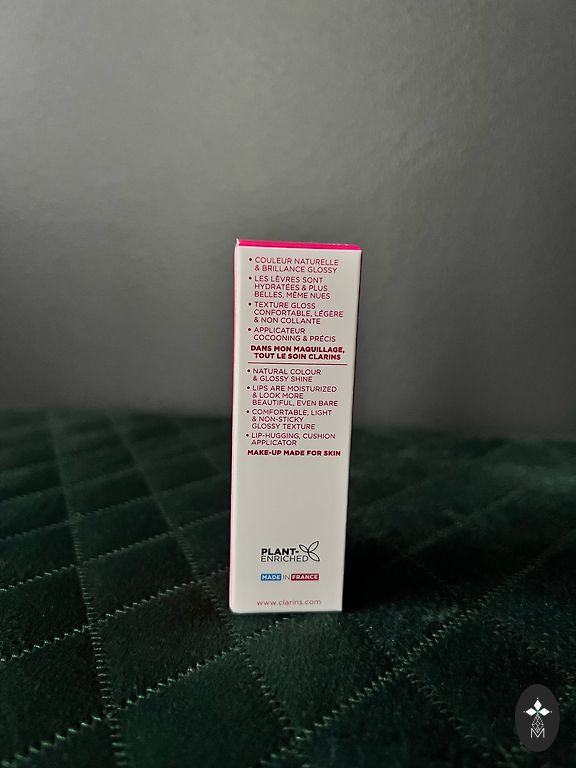 • COULEUR NATURELLE
& BRILLANCE GLOSSY
• LES LÈVRES SONT
HYDRATÉES & PLUS
BELLES, MÊME NUES
• TEXTURE GLOSS
CONFORTABLE, LÉGÈRE
& NON COLLANTE
• APPLICATEUR
COCOONING & PRÉCIS
DANS MON MAQUILLAGE,
TOUT LE SOIN CLARINS
• NATURAL COLOUR
& GLOSSY SHINE
• LIPS ARE MOISTURIZED
& LOOK MORE
BEAUTIFUL, EVEN BARE
• COMFORTABLE, LIGHT
& NON-STICKY
GLOSSY TEXTURE
• LIP-HUGGING, CUSHION
APPLICATOR
MAKE-UP MADE FOR SKIN
PLANT-
ENRICHED
MADE IN FRANCE
www.clarins.com
M